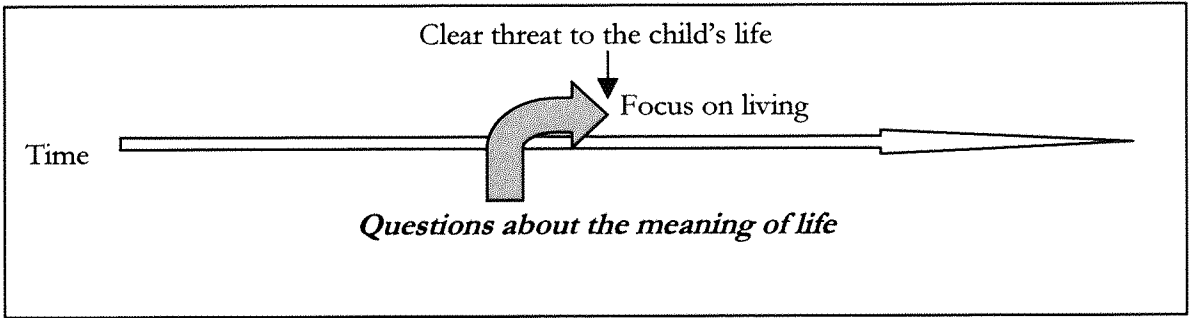 Clear threat to the child's life
Focus on living
Time
Questions about the meaning of life